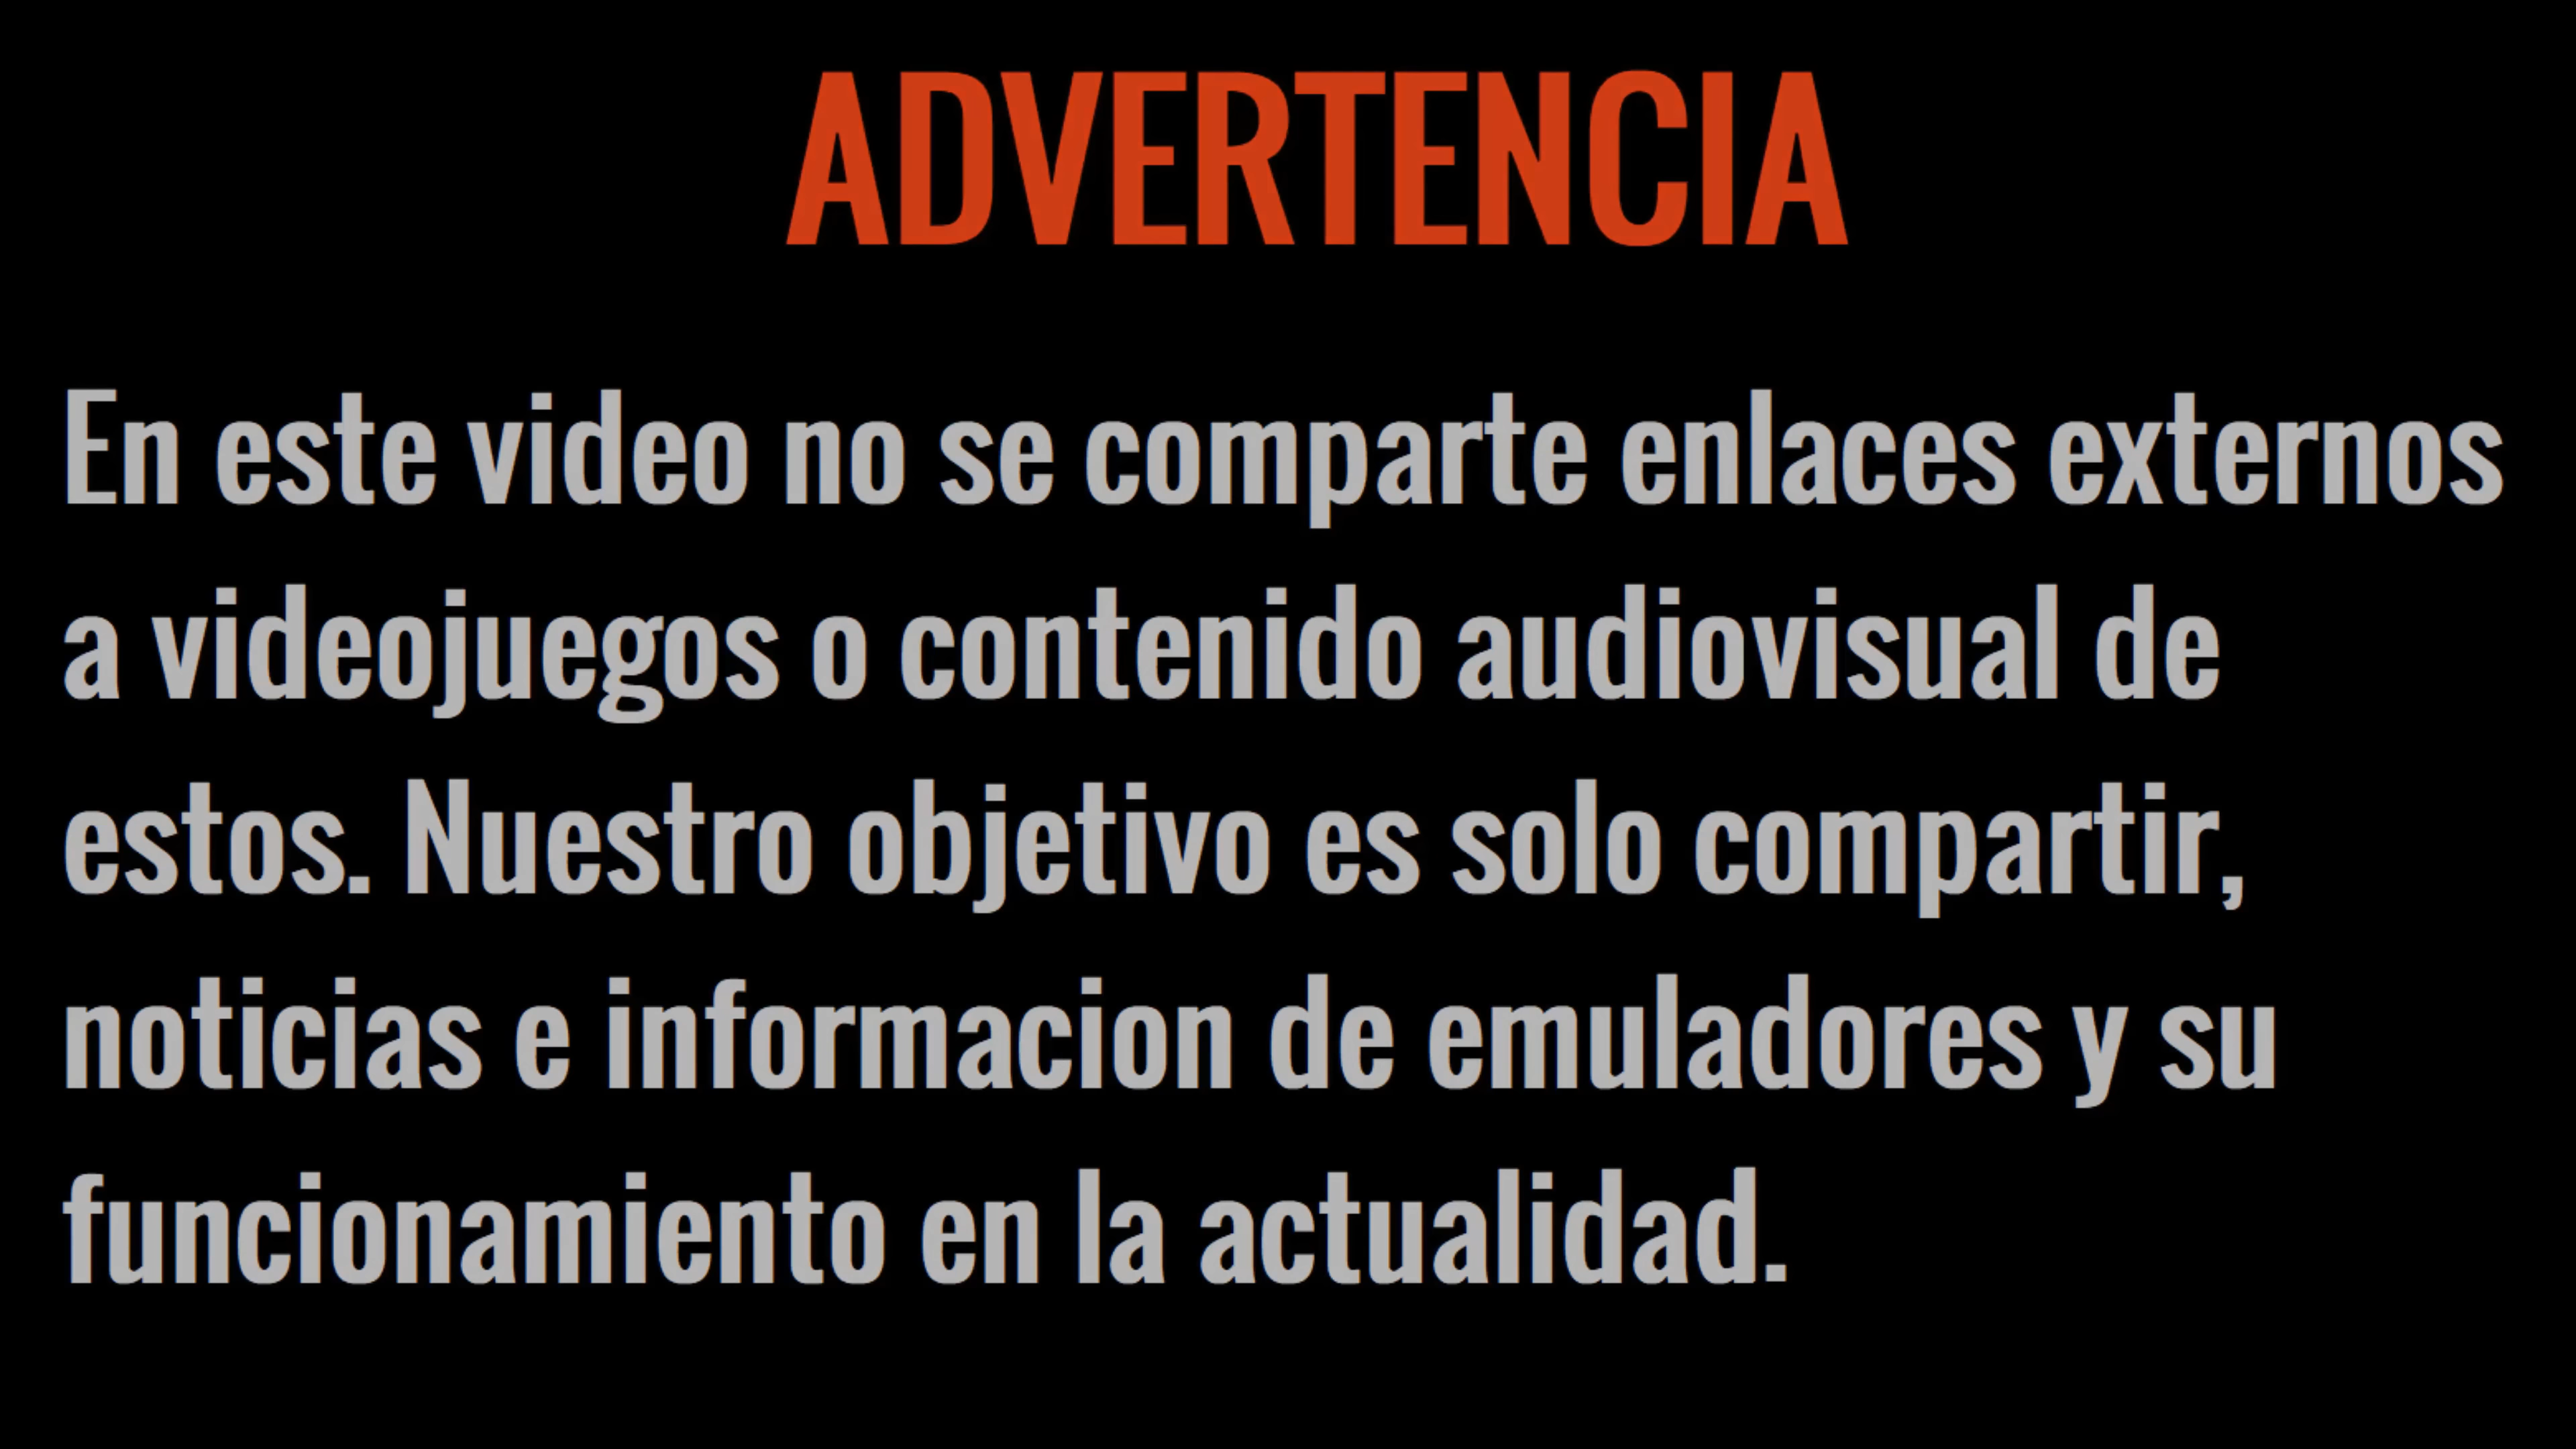 ADVERTENCIA
En este video no se comparte enlaces externos
a videojuegos o contenido audiovisual de
estos. Nuestro objetivo es solo compartir,
noticias e informacion de emuladores y su
funcionamiento en la actualidad.